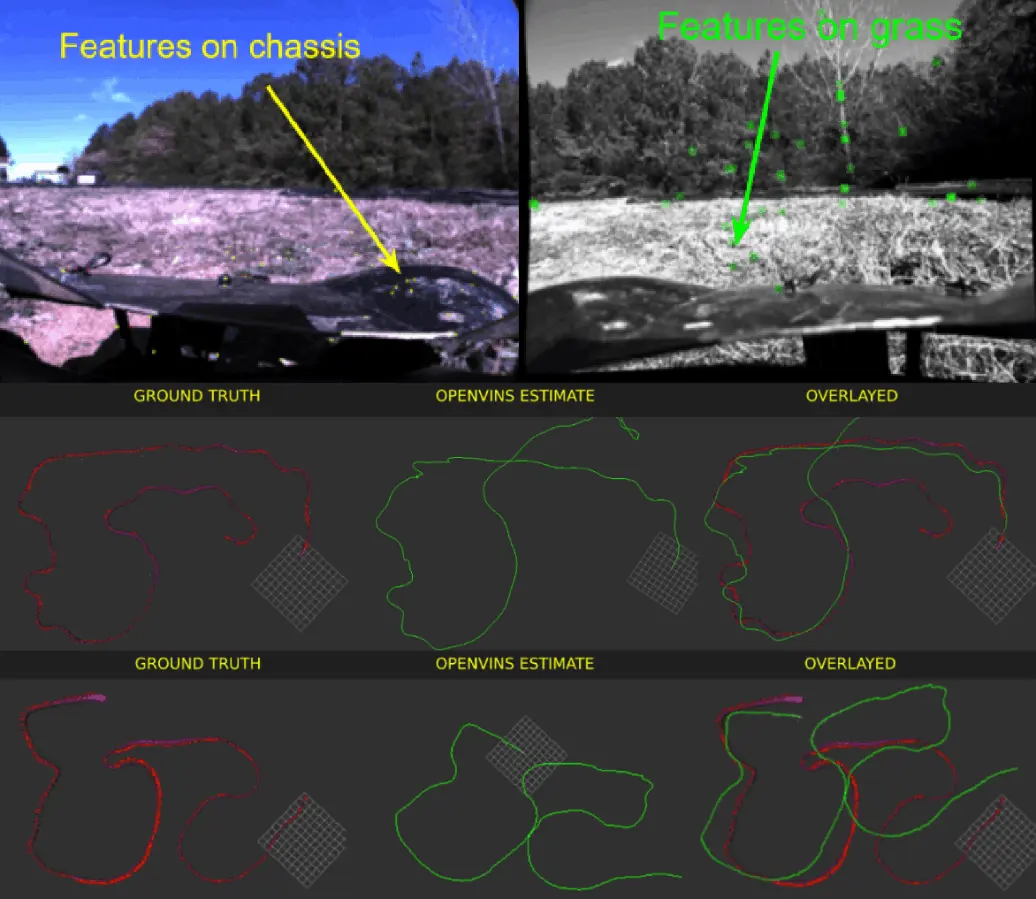 Features on chassis
Features on grass
GROUND TRUTH
OPENVINS ESTIMATE
OVERLAYED
GROUND TRUTH
OPENVINS ESTIMATE
OVERLAYED